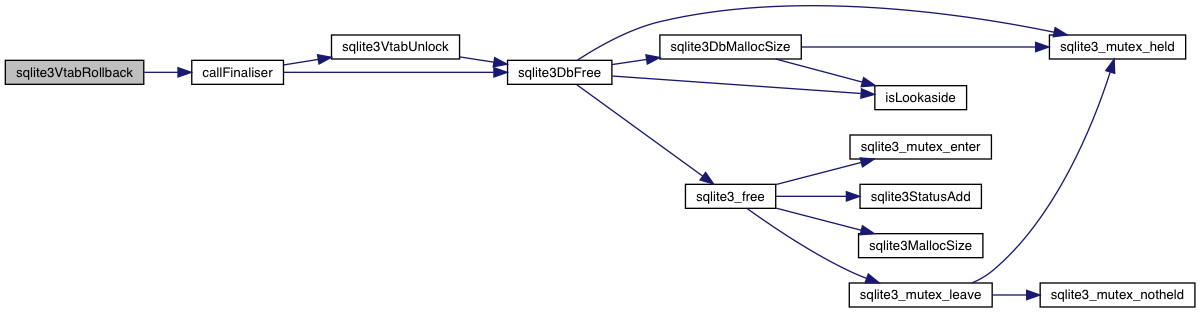 sqlite3VtabRollback
callFinaliser
sqlite3VtabUnlock
sqlite3DbFree
sqlite3DbMallocSize
sqlite3_mutex_held
isLookaside
sqlite3_free
sqlite3_mutex_enter
sqlite3StatusAdd
sqlite3MallocSize
sqlite3_mutex_leave
sqlite3_mutex_notheld